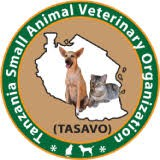 Tanzania Small Animal Veterinary Organization
(TASAVO)